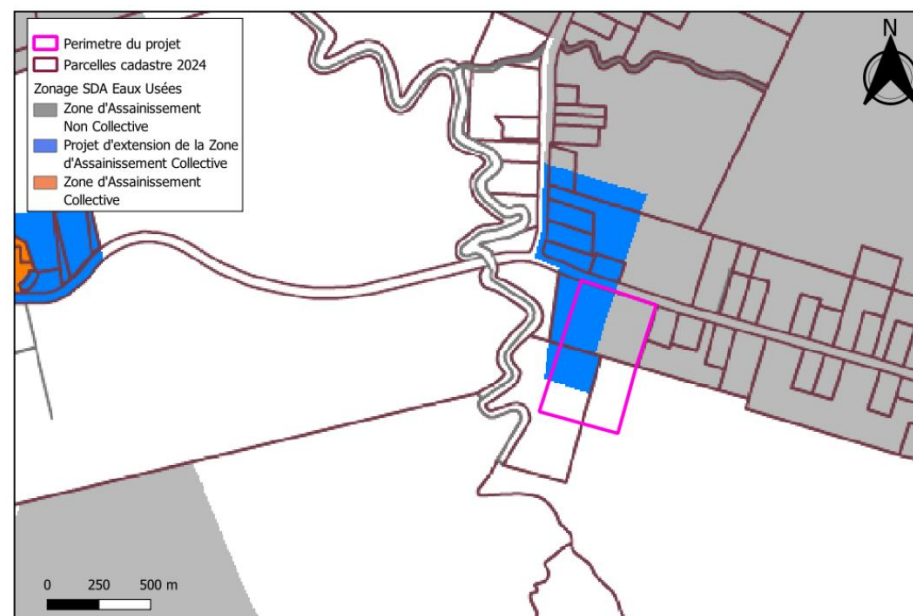 N
Perimetre du projet
Parcelles cadastre 2024
Zonage SDA Eaux Usées
Zone d'Assainissement
Non Collective
Projet d'extension de la Zone
d'Assainissement Collective
Zone d'Assainissement
Collective
0 250 500 m